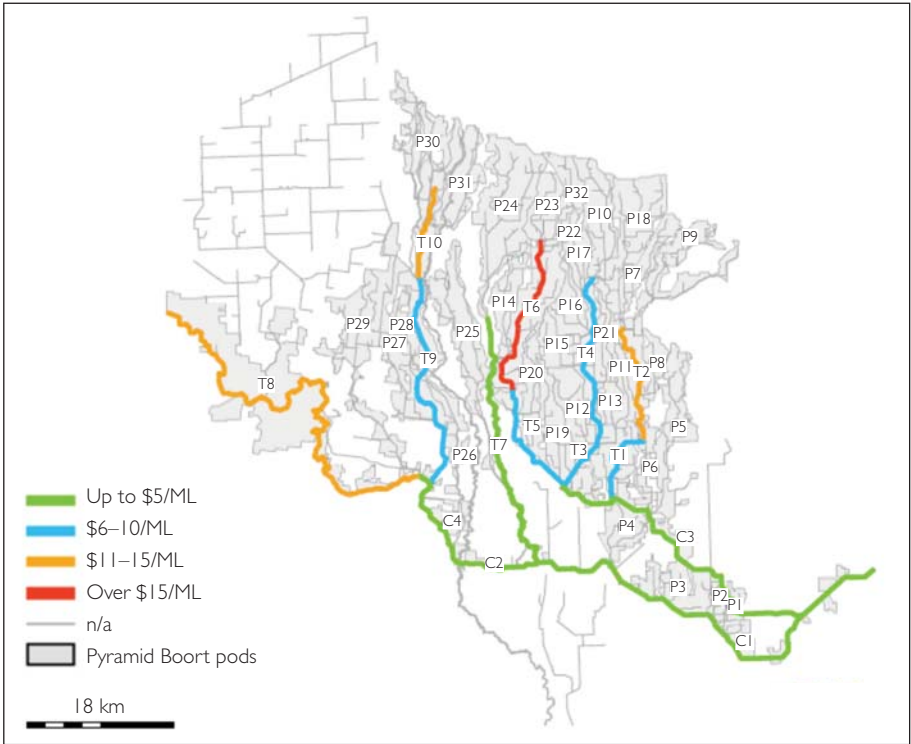 P30
P31
P24
P23
P32
P10
P18
P22
P9
T10
P17
P7
P14
T6
P16
P29
P28
P25
P21
P27
P15
T4
T9
P20
P11
T2
P8
T8
P12
P13
T5
P19
P5
T7
T3
T1
P26
P6
Up to $5/ML
C4
P4
$6–10/ML
C3
$11–15/ML
C2
Over $15/ML
P3
P2
P1
n/a
C1
Pyramid Boort pods
18 km